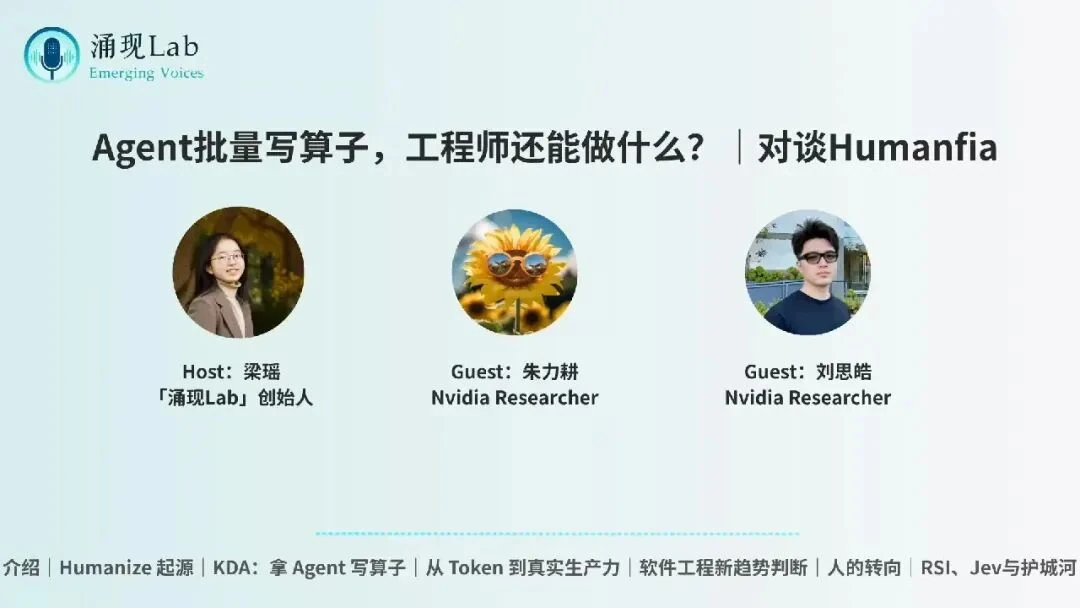 涌现Lab
Emerging Voices
Agent批量写算子，工程师还能做什么？｜对谈Humanfia
Host：梁瑶
「涌现Lab」创始人
Guest：朱力耕
Nvidia Researcher
Guest：刘思皓
Nvidia Researcher
介绍｜Humanize 起源｜KDA：拿 Agent 写算子｜从 Token 到真实生产力｜软件工程新趋势判断｜人的转向｜RSI、Jev与护城河